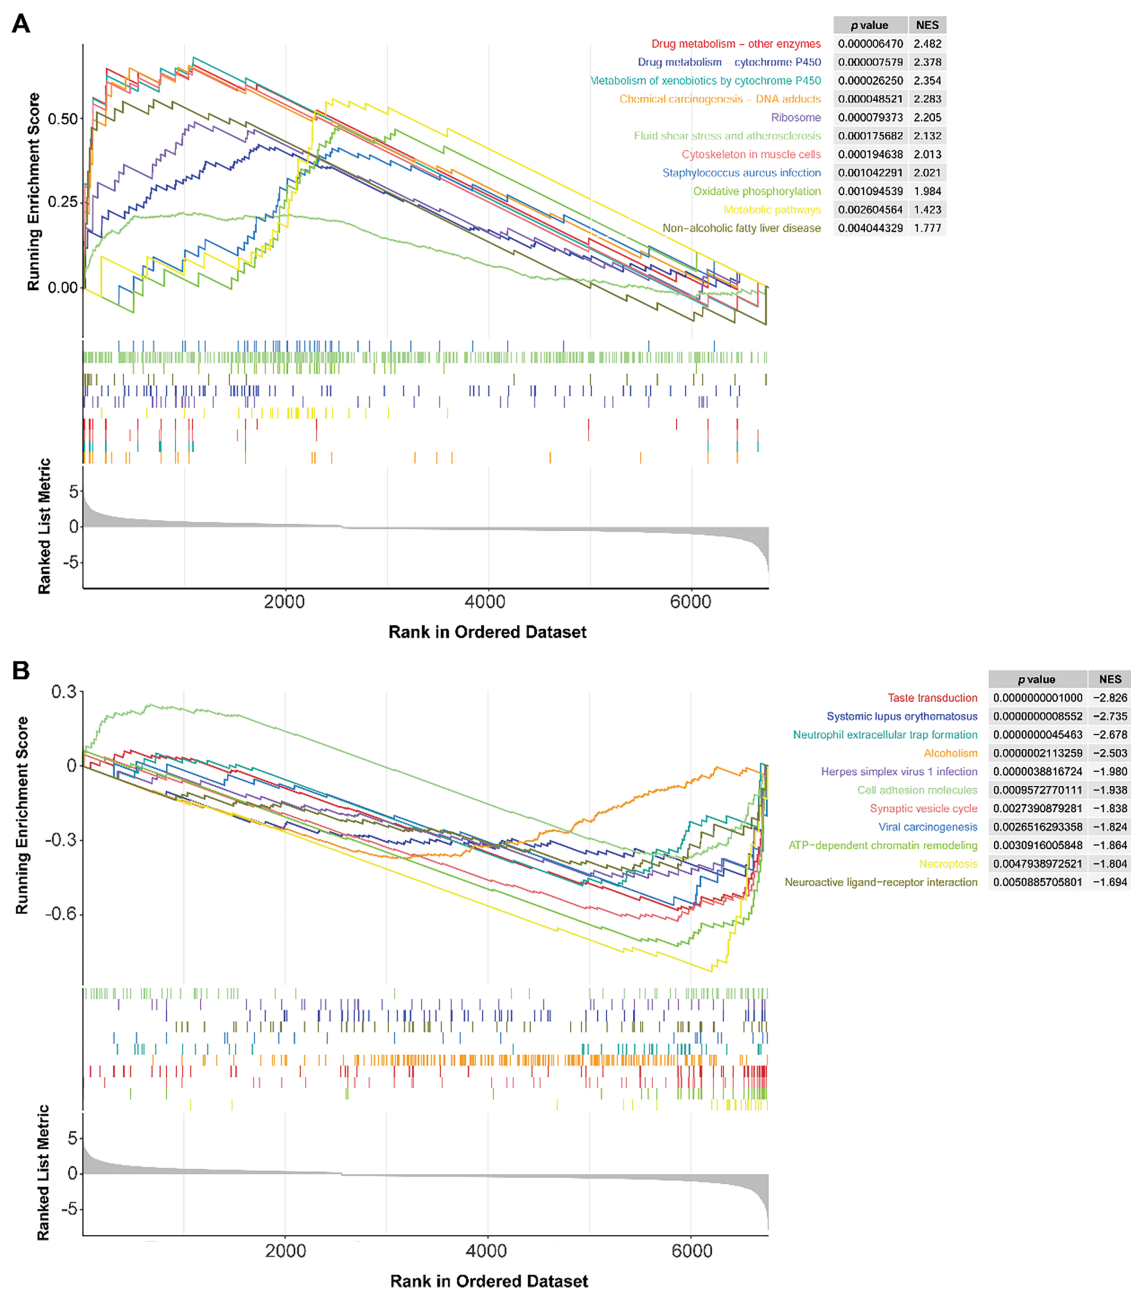 A
p value NES
Drug metabolism – other enzymes 0.000006470 2.482
Drug metabolism – cytochrome P450 0.000007579 2.378
Metabolism of xenobiotics by cytochrome P450 0.000026250 2.354
Chemical carcinogenesis – DNA adducts 0.000048521 2.283
Ribosome 0.000079373 2.205
Fluid shear stress and atherosclerosis 0.000175682 2.132
Cytoskeleton in muscle cells 0.000194638 2.013
Staphylococcus aureus infection 0.001042291 2.021
Oxidative phosphorylation 0.001094539 1.984
Metabolic pathways 0.002604564 1.423
Non–alcoholic fatty liver disease 0.004044329 1.777
Running Enrichment Score
0.50
0.25
0.00
Ranked List Metric
5
0
-5
2000 4000 6000
Rank in Ordered Dataset
B
p value NES
Taste transduction 0.0000000001000 −2.826
Systemic lupus erythematosus 0.0000000008552 −2.735
Neutrophil extracellular trap formation 0.0000000045463 −2.678
Alcoholism 0.0000002113259 −2.503
Herpes simplex virus 1 infection 0.0000038816724 −1.980
Cell adhesion molecules 0.0009572770111 −1.938
Synaptic vesicle cycle 0.0027390879281 −1.838
Viral carcinogenesis 0.0026516293358 −1.824
ATP−dependent chromatin remodeling 0.0030916005848 −1.864
Necroptosis 0.0047938972521 −1.804
Neuroactive ligand−receptor interaction 0.0050885705801 −1.694
Running Enrichment Score
0.3
0
-0.3
-0.6
Ranked List Metric
5
0
-5
2000 4000 6000
Rank in Ordered Dataset